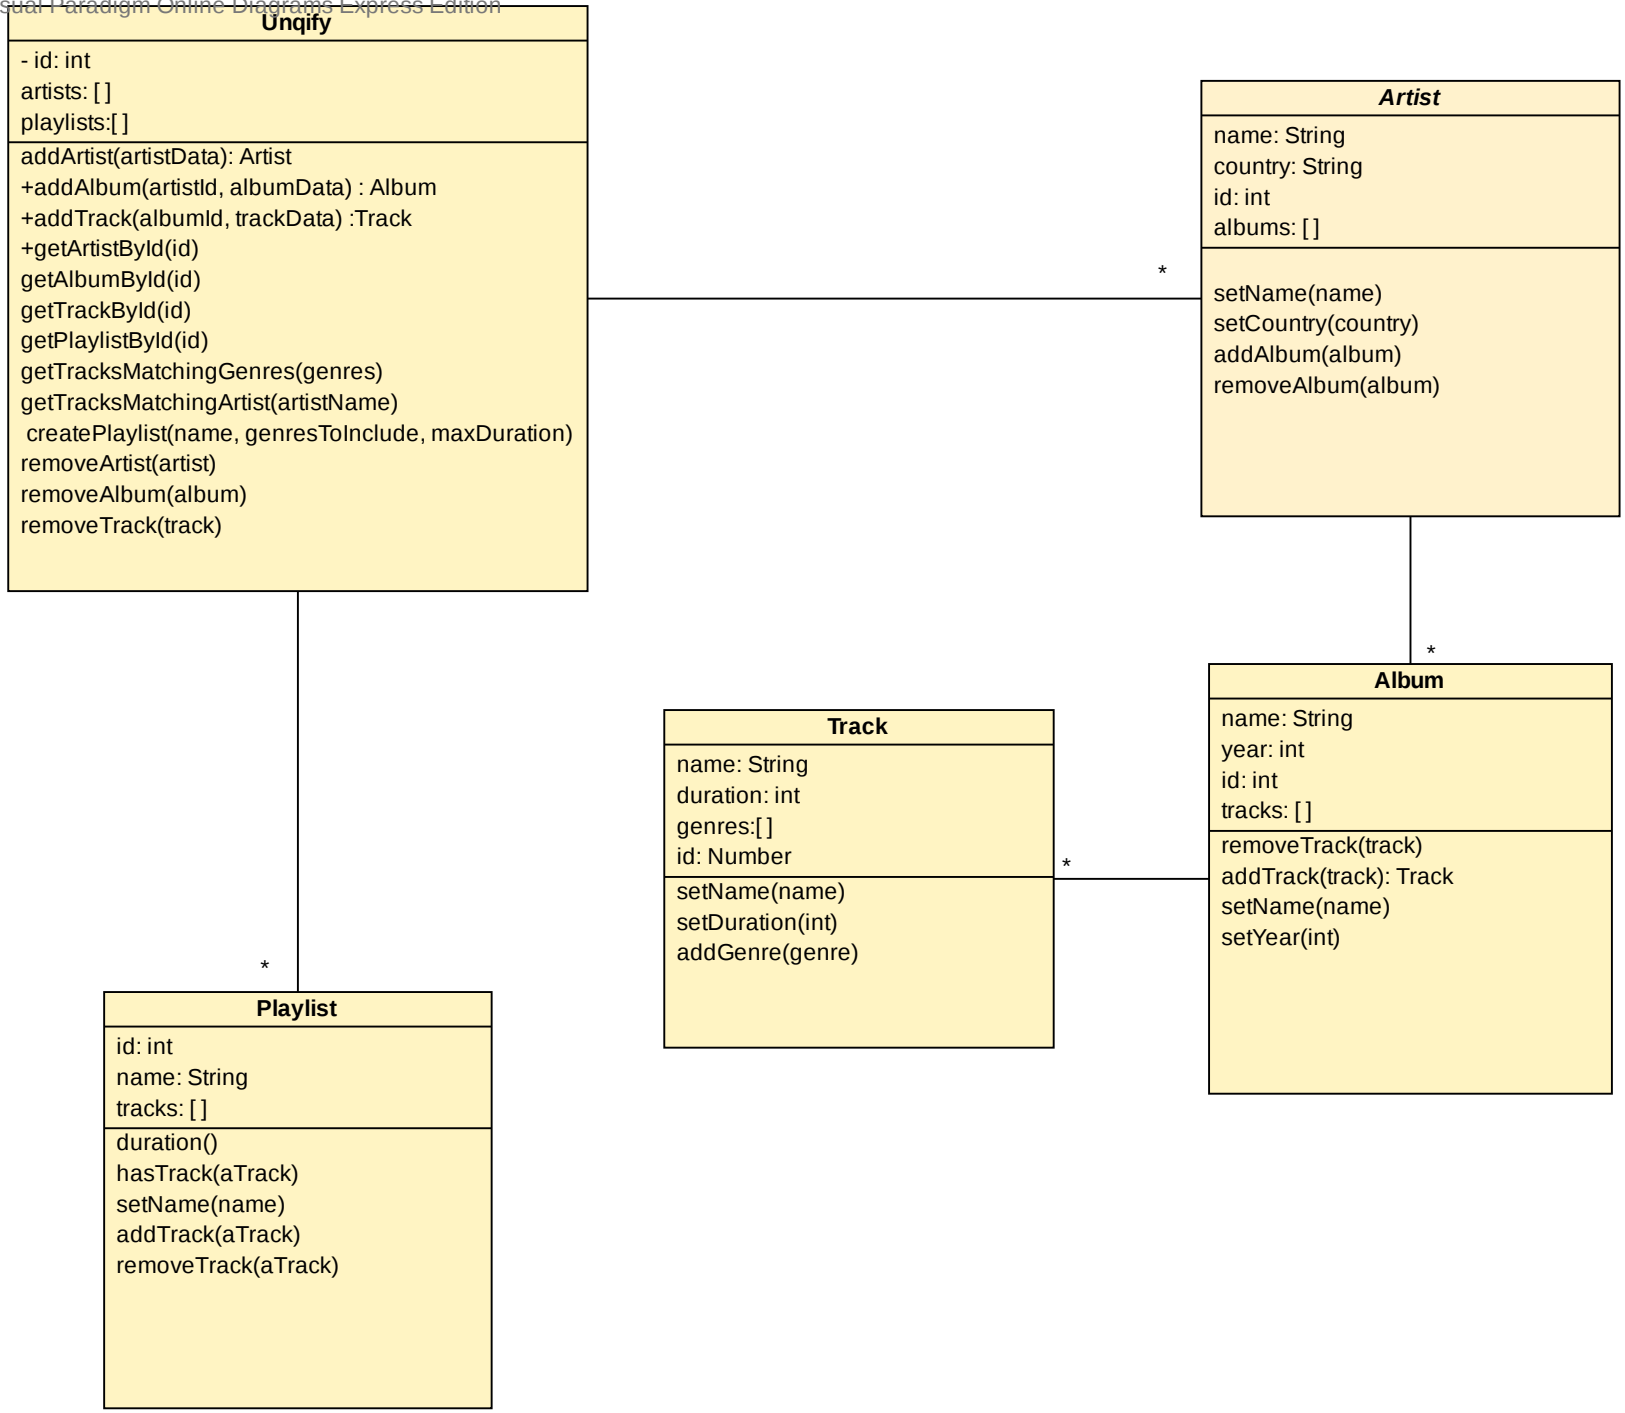 sual Paradigm Online Diagrams Express Edition
Unqify
- id: int
artists: [ ]
playlists:[ ]
addArtist(artistData): Artist
+addAlbum(artistId, albumData) : Album
+addTrack(albumId, trackData) :Track
+getArtistById(id)
getAlbumById(id)
getTrackById(id)
getPlaylistById(id)
getTracksMatchingGenres(genres)
getTracksMatchingArtist(artistName)
createPlaylist(name, genresToInclude, maxDuration)
removeArtist(artist)
removeAlbum(album)
removeTrack(track)
*
Artist
name: String
country: String
id: int
albums: [ ]
setName(name)
setCountry(country)
addAlbum(album)
removeAlbum(album)
*
Album
name: String
year: int
id: int
tracks: [ ]
removeTrack(track)
addTrack(track): Track
setName(name)
setYear(int)
*
Track
name: String
duration: int
genres:[ ]
id: Number
setName(name)
setDuration(int)
addGenre(genre)
*
Playlist
id: int
name: String
tracks: [ ]
duration()
hasTrack(aTrack)
setName(name)
addTrack(aTrack)
removeTrack(aTrack)